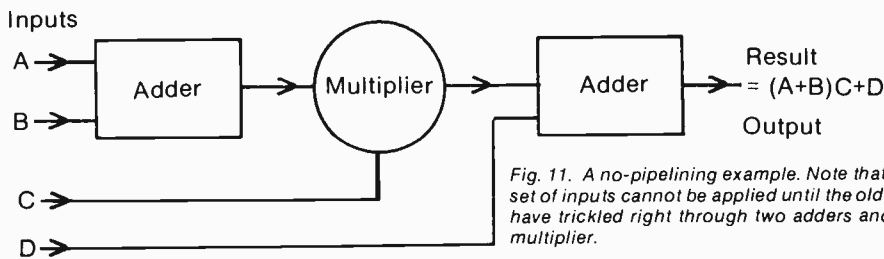 Inputs
A
Adder
Multiplier
Adder
Result
= (A+B)C+D
B
Output
Fig. 11. A no-pipelining example. Note that
set of inputs cannot be applied until the old
have trickled right through two adders and
multiplier.
C
D